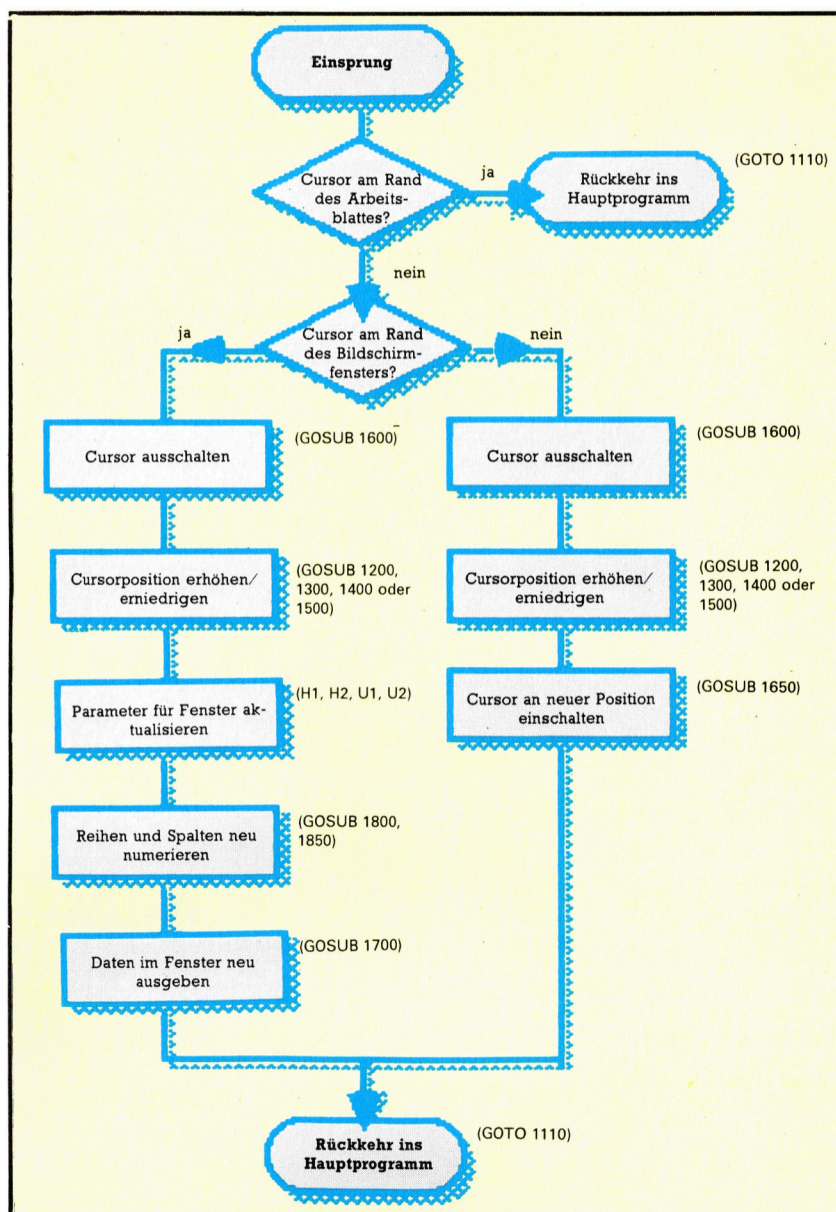 Einsprung
Cursor am Rand
des Arbeits-
blattes?
ja
Rückkehr ins
Hauptprogramm
(GOTO 1110)
nein
Cursor am Rand
des Bildschirm-
fensters?
ja
nein
Cursor ausschalten
(GOSUB 1600)
Cursorposition erhöhen/
erniedrigen
(GOSUB 1200,
1300, 1400 oder
1500)
Parameter für Fenster ak-
tualisieren
(H1, H2, U1, U2)
Reihen und Spalten neu
numerieren
(GOSUB 1800,
1850)
Daten im Fenster neu
ausgeben
(GOSUB 1700)
Cursor ausschalten
(GOSUB 1600)
Cursorposition erhöhen/
erniedrigen
(GOSUB 1200,
1300, 1400 oder
1500)
Cursor an neuer Position
einschalten
(GOSUB 1650)
Rückkehr ins
Hauptprogramm
(GOTO 1110)